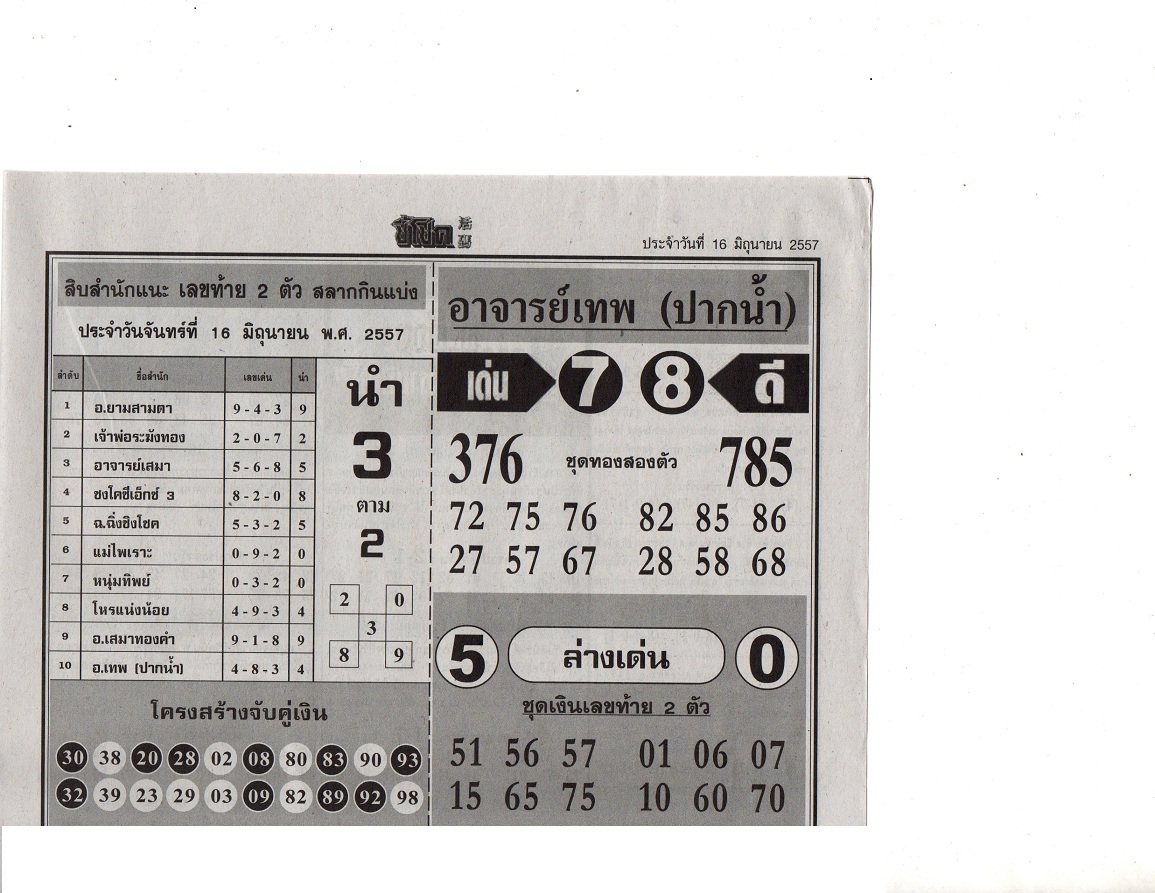 ชี้โชค 活碼
ประจำวันที่ 16 มิถุนายน 2557
สิบสำนักแนะ เลขท้าย 2 ตัว สลากกินแบ่ง
ประจำวันจันทร์ที่ 16 มิถุนายน พ.ศ. 2557
ลำดับ ชื่อสำนัก เลขเด่น นำ
1 อ.ยามสามตา 9 - 4 - 3 9
2 เจ้าพ่อระฆังทอง 2 - 0 - 7 2
3 อาจารย์เสมา 5 - 6 - 8 5
4 ซงโคซีเอ็กซ์ 3 8 - 2 - 0 8
5 ฉ.ฉิ่งชิงโชค 5 - 3 - 2 5
6 แม่ไพเราะ 0 - 9 - 2 0
7 หนุ่มทิพย์ 0 - 3 - 2 0
8 โหรแน่งน้อย 4 - 9 - 3 4
9 อ.เสมาทองคำ 9 - 1 - 8 9
10 อ.เทพ (ปากน้ำ) 4 - 8 - 3 4
นำ
3
ตาม
2
2 0
3
8 9
โครงสร้างจับคู่เงิน
30 38 20 28 02 08 80 83 90 93
32 39 23 29 03 09 82 89 92 98
อาจารย์เทพ (ปากน้ำ)
เด่น 7 8 ดี
376 ชุดทองสองตัว 785
72 75 76 82 85 86
27 57 67 28 58 68
5 ล่างเด่น 0
ชุดเงินเลขท้าย 2 ตัว
51 56 57 01 06 07
15 65 75 10 60 70